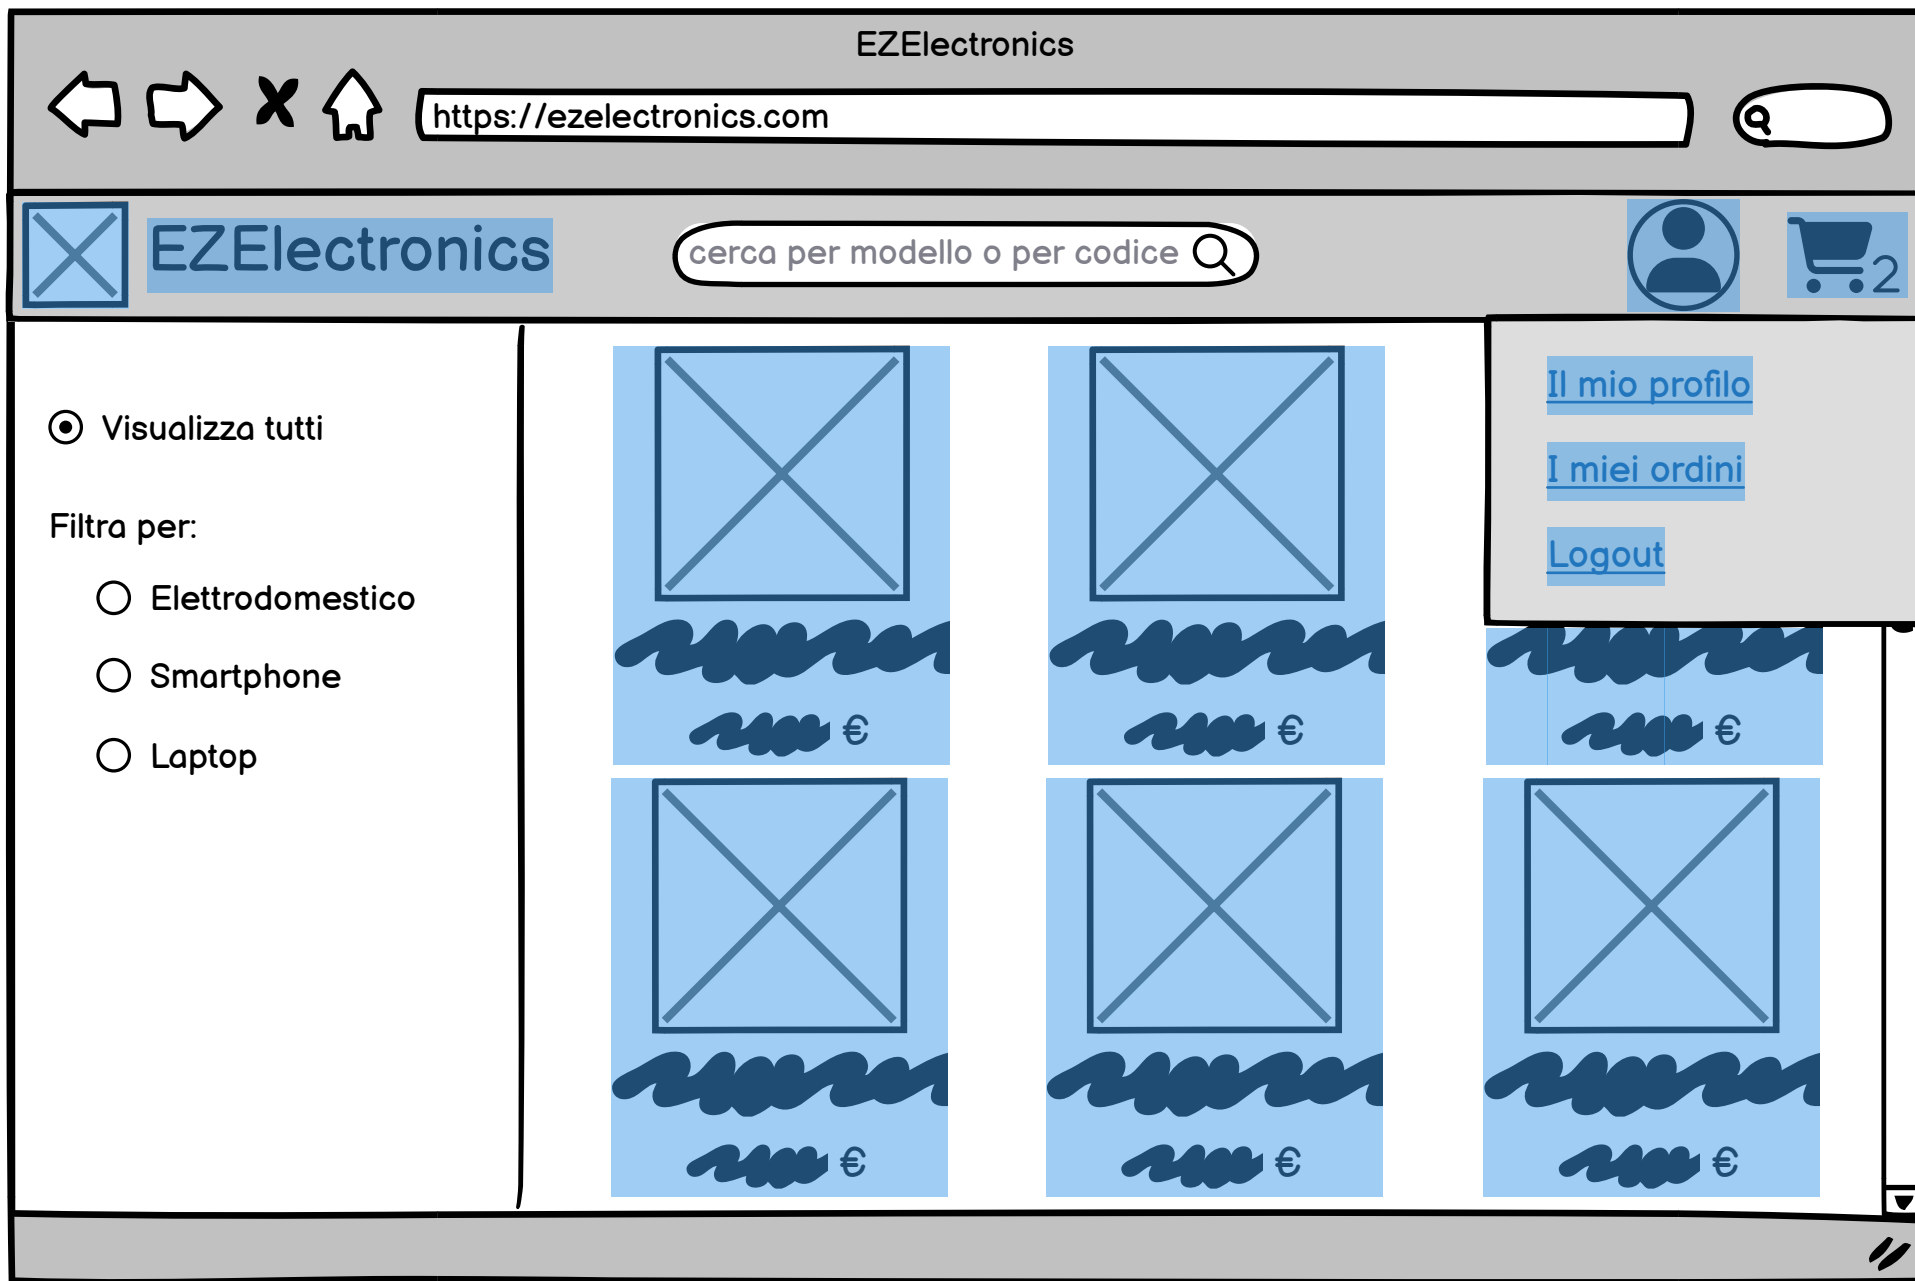 EZElectronics
https://ezelectronics.com
EZElectronics
cerca per modello o per codice
2
Il mio profilo
I miei ordini
Logout
Visualizza tutti
Filtra per:
Elettrodomestico
Smartphone
Laptop
€
€
€
€
€
€